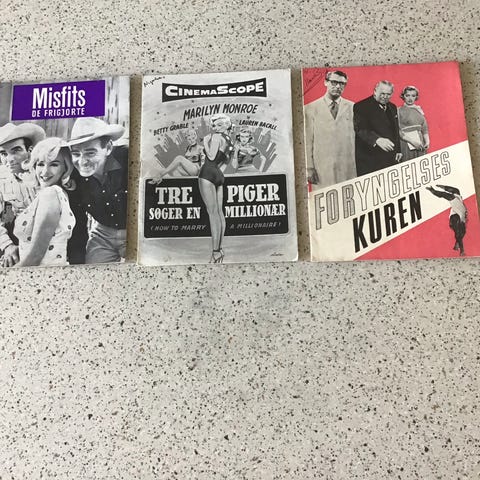 Misfits
DE FRIGJORTE
CINEMASCOPE
MARILYN MONROE
BETTY GRABLE
LAUREN BACALL
TRE PIGER
SØGER EN MILLIONÆR
(HOW TO MARRY A MILLIONAIRE)
FORYNGELSES
KUREN